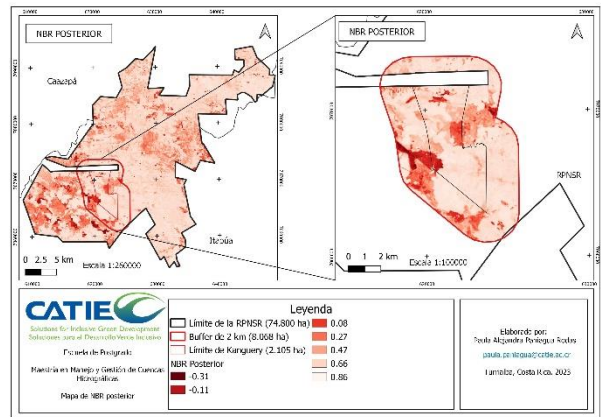 NBR POSTERIOR
Caazapá
Itapúa
0 2.5 5 km
Escala 1:260000
NBR POSTERIOR
RPNSR
0 1 2 km
Escala 1:100000
CATIE
Solutions for Inclusive Green Development
Soluciones para el Desarrollo Verde Inclusivo
Escuela de Postgrado
Maestría en Manejo y Gestión de Cuencas
Hidrográficas
Mapa de NBR posterior
Leyenda
Límite de la RPNSR (74.800 ha)
Buffer de 2 km (8.068 ha)
Límite de Kanguery (2.105 ha)
NBR Posterior
-0.31
-0.11
0.08
0.27
0.47
0.66
0.86
Elaborado por:
Paula Alejandra Paniagua Rodas
paula.paniagua@catie.ac.cr
Turrialba, Costa Rica. 2023